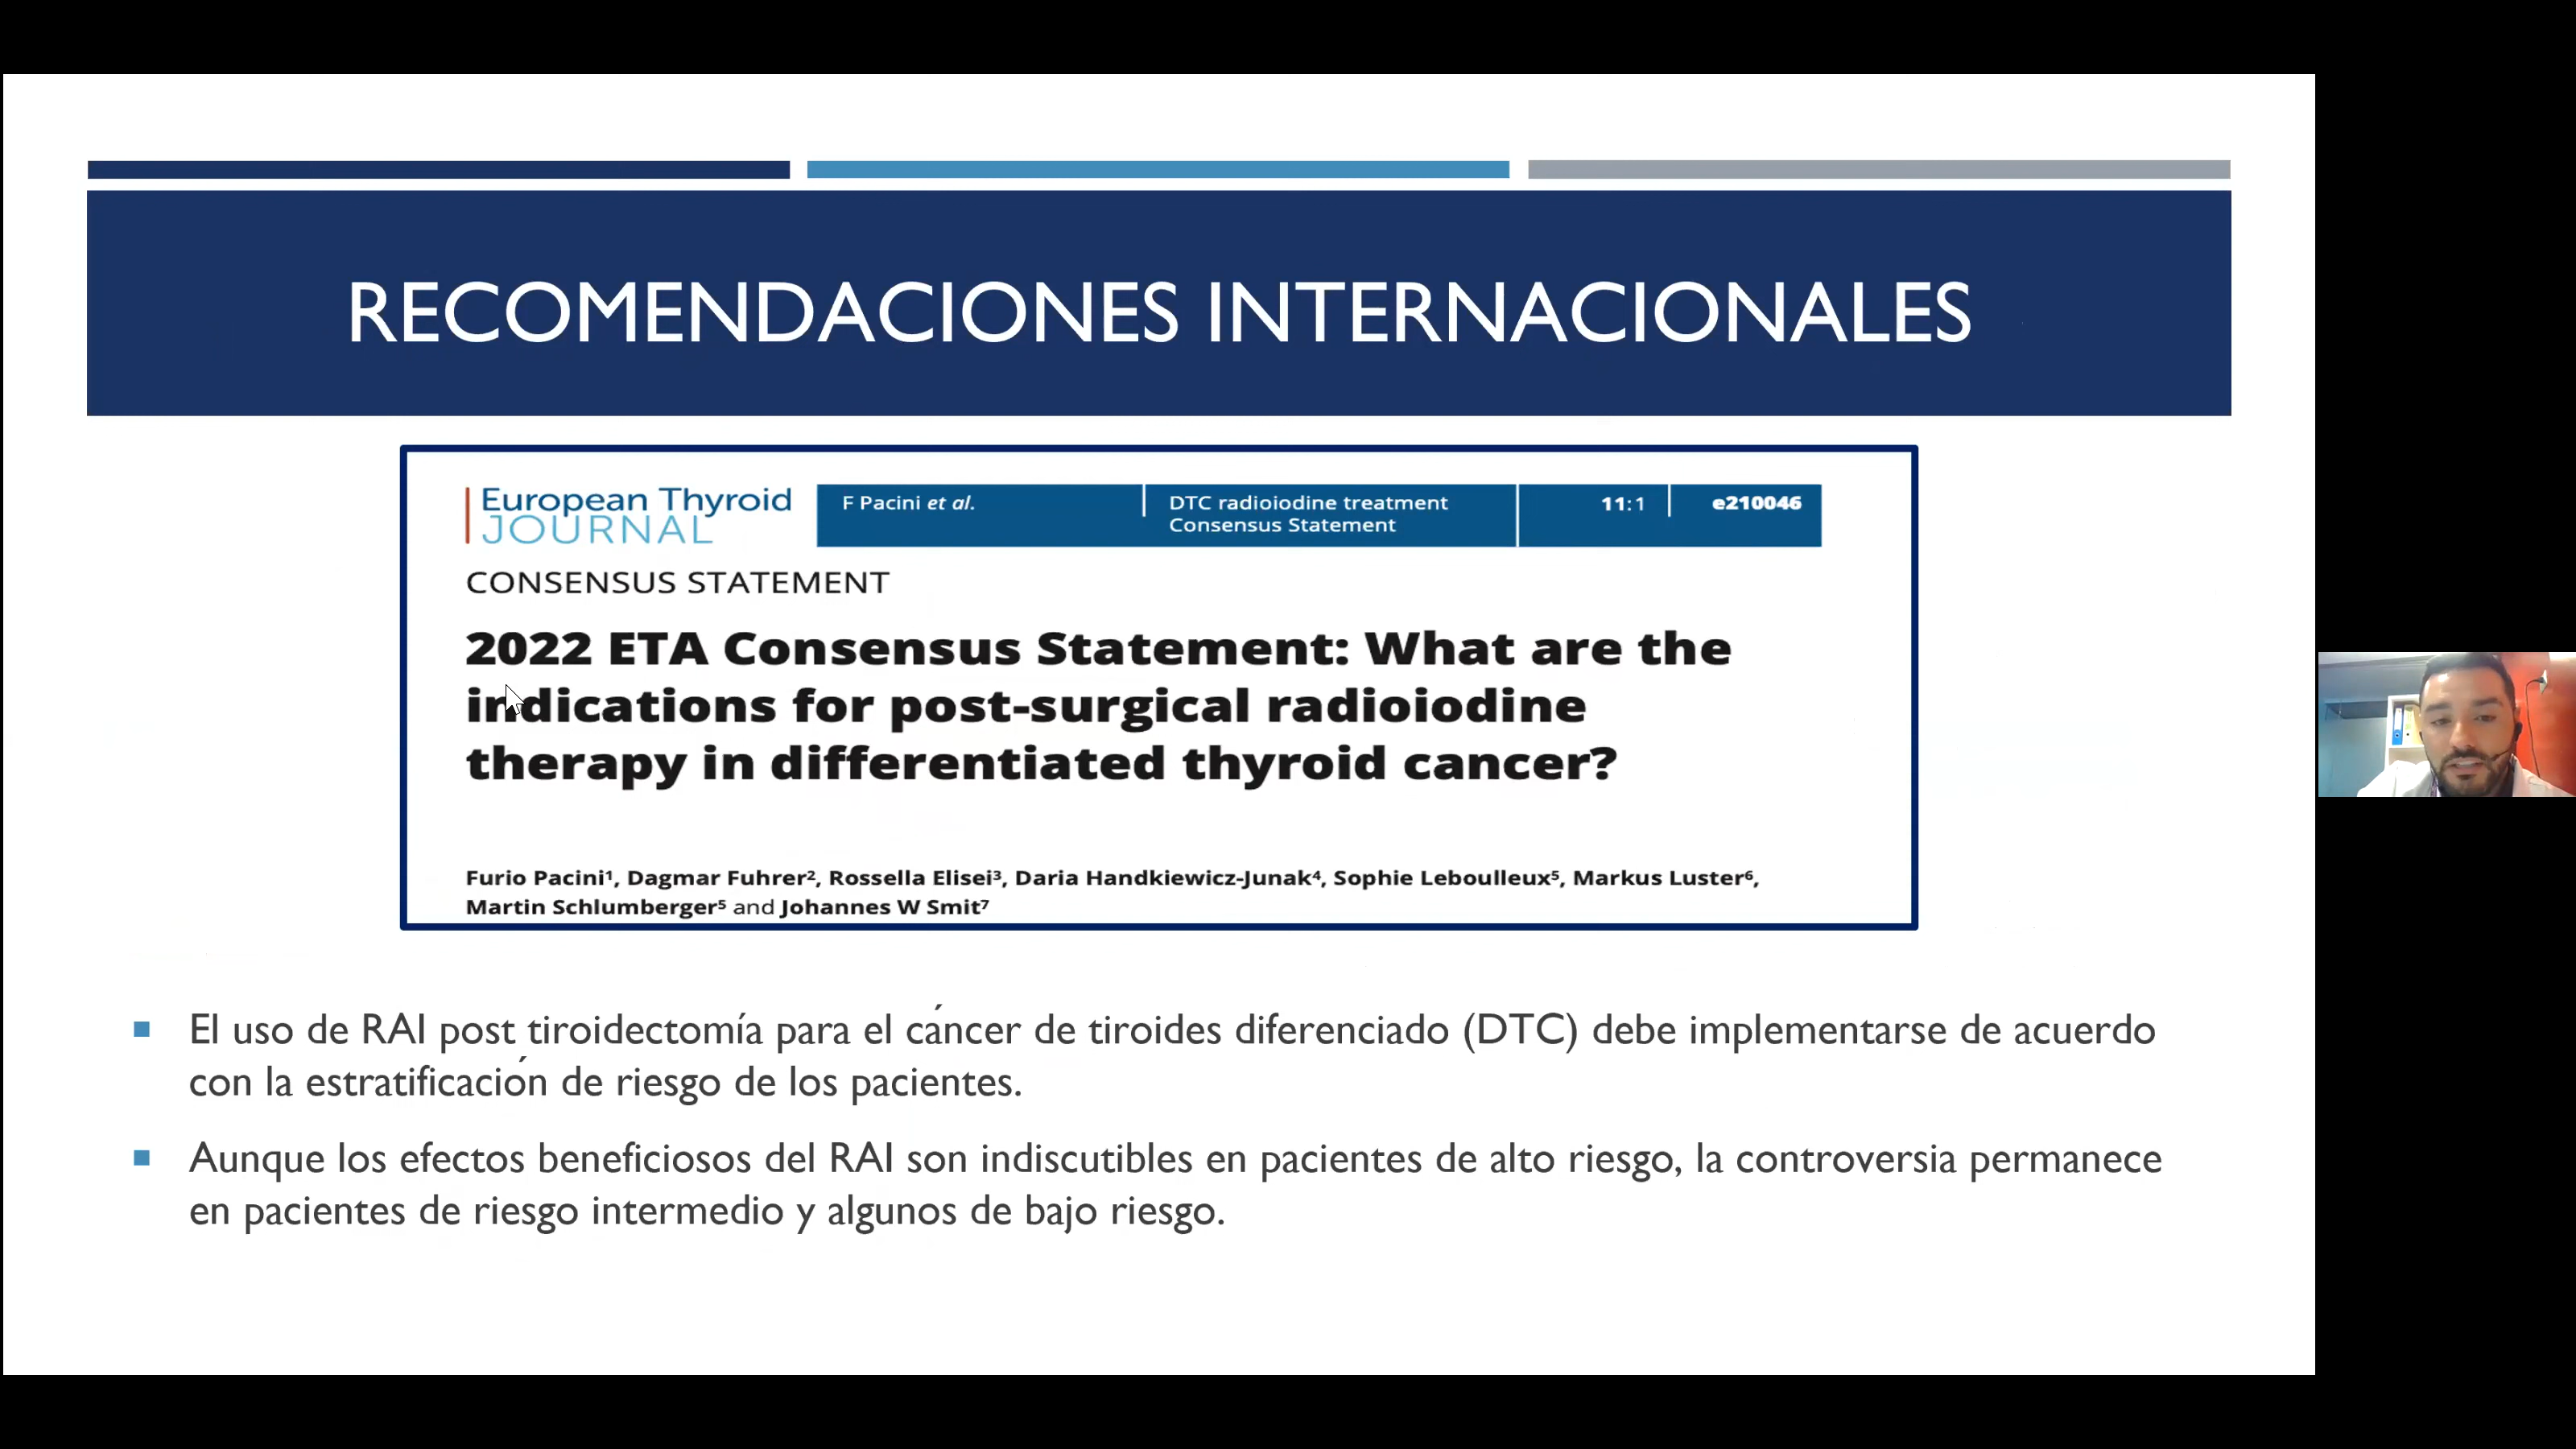 RECOMENDACIONES INTERNACIONALES
European Thyroid
JOURNAL
F Pacini et al.
DTC radioiodine treatment
Consensus Statement
11:1
e210046
CONSENSUS STATEMENT
2022 ETA Consensus Statement: What are the
indications for post-surgical radioiodine
therapy in differentiated thyroid cancer?
Furio Pacini¹, Dagmar Fuhrer², Rossella Elisei³, Daria Handkiewicz-Junak⁴, Sophie Leboulleux⁵, Markus Luster⁶,
Martin Schlumberger⁵ and Johannes W Smit⁷
El uso de RAI post tiroidectomía para el cáncer de tiroides diferenciado (DTC) debe implementarse de acuerdo
con la estratificación de riesgo de los pacientes.
Aunque los efectos beneficiosos del RAI son indiscutibles en pacientes de alto riesgo, la controversia permanece
en pacientes de riesgo intermedio y algunos de bajo riesgo.